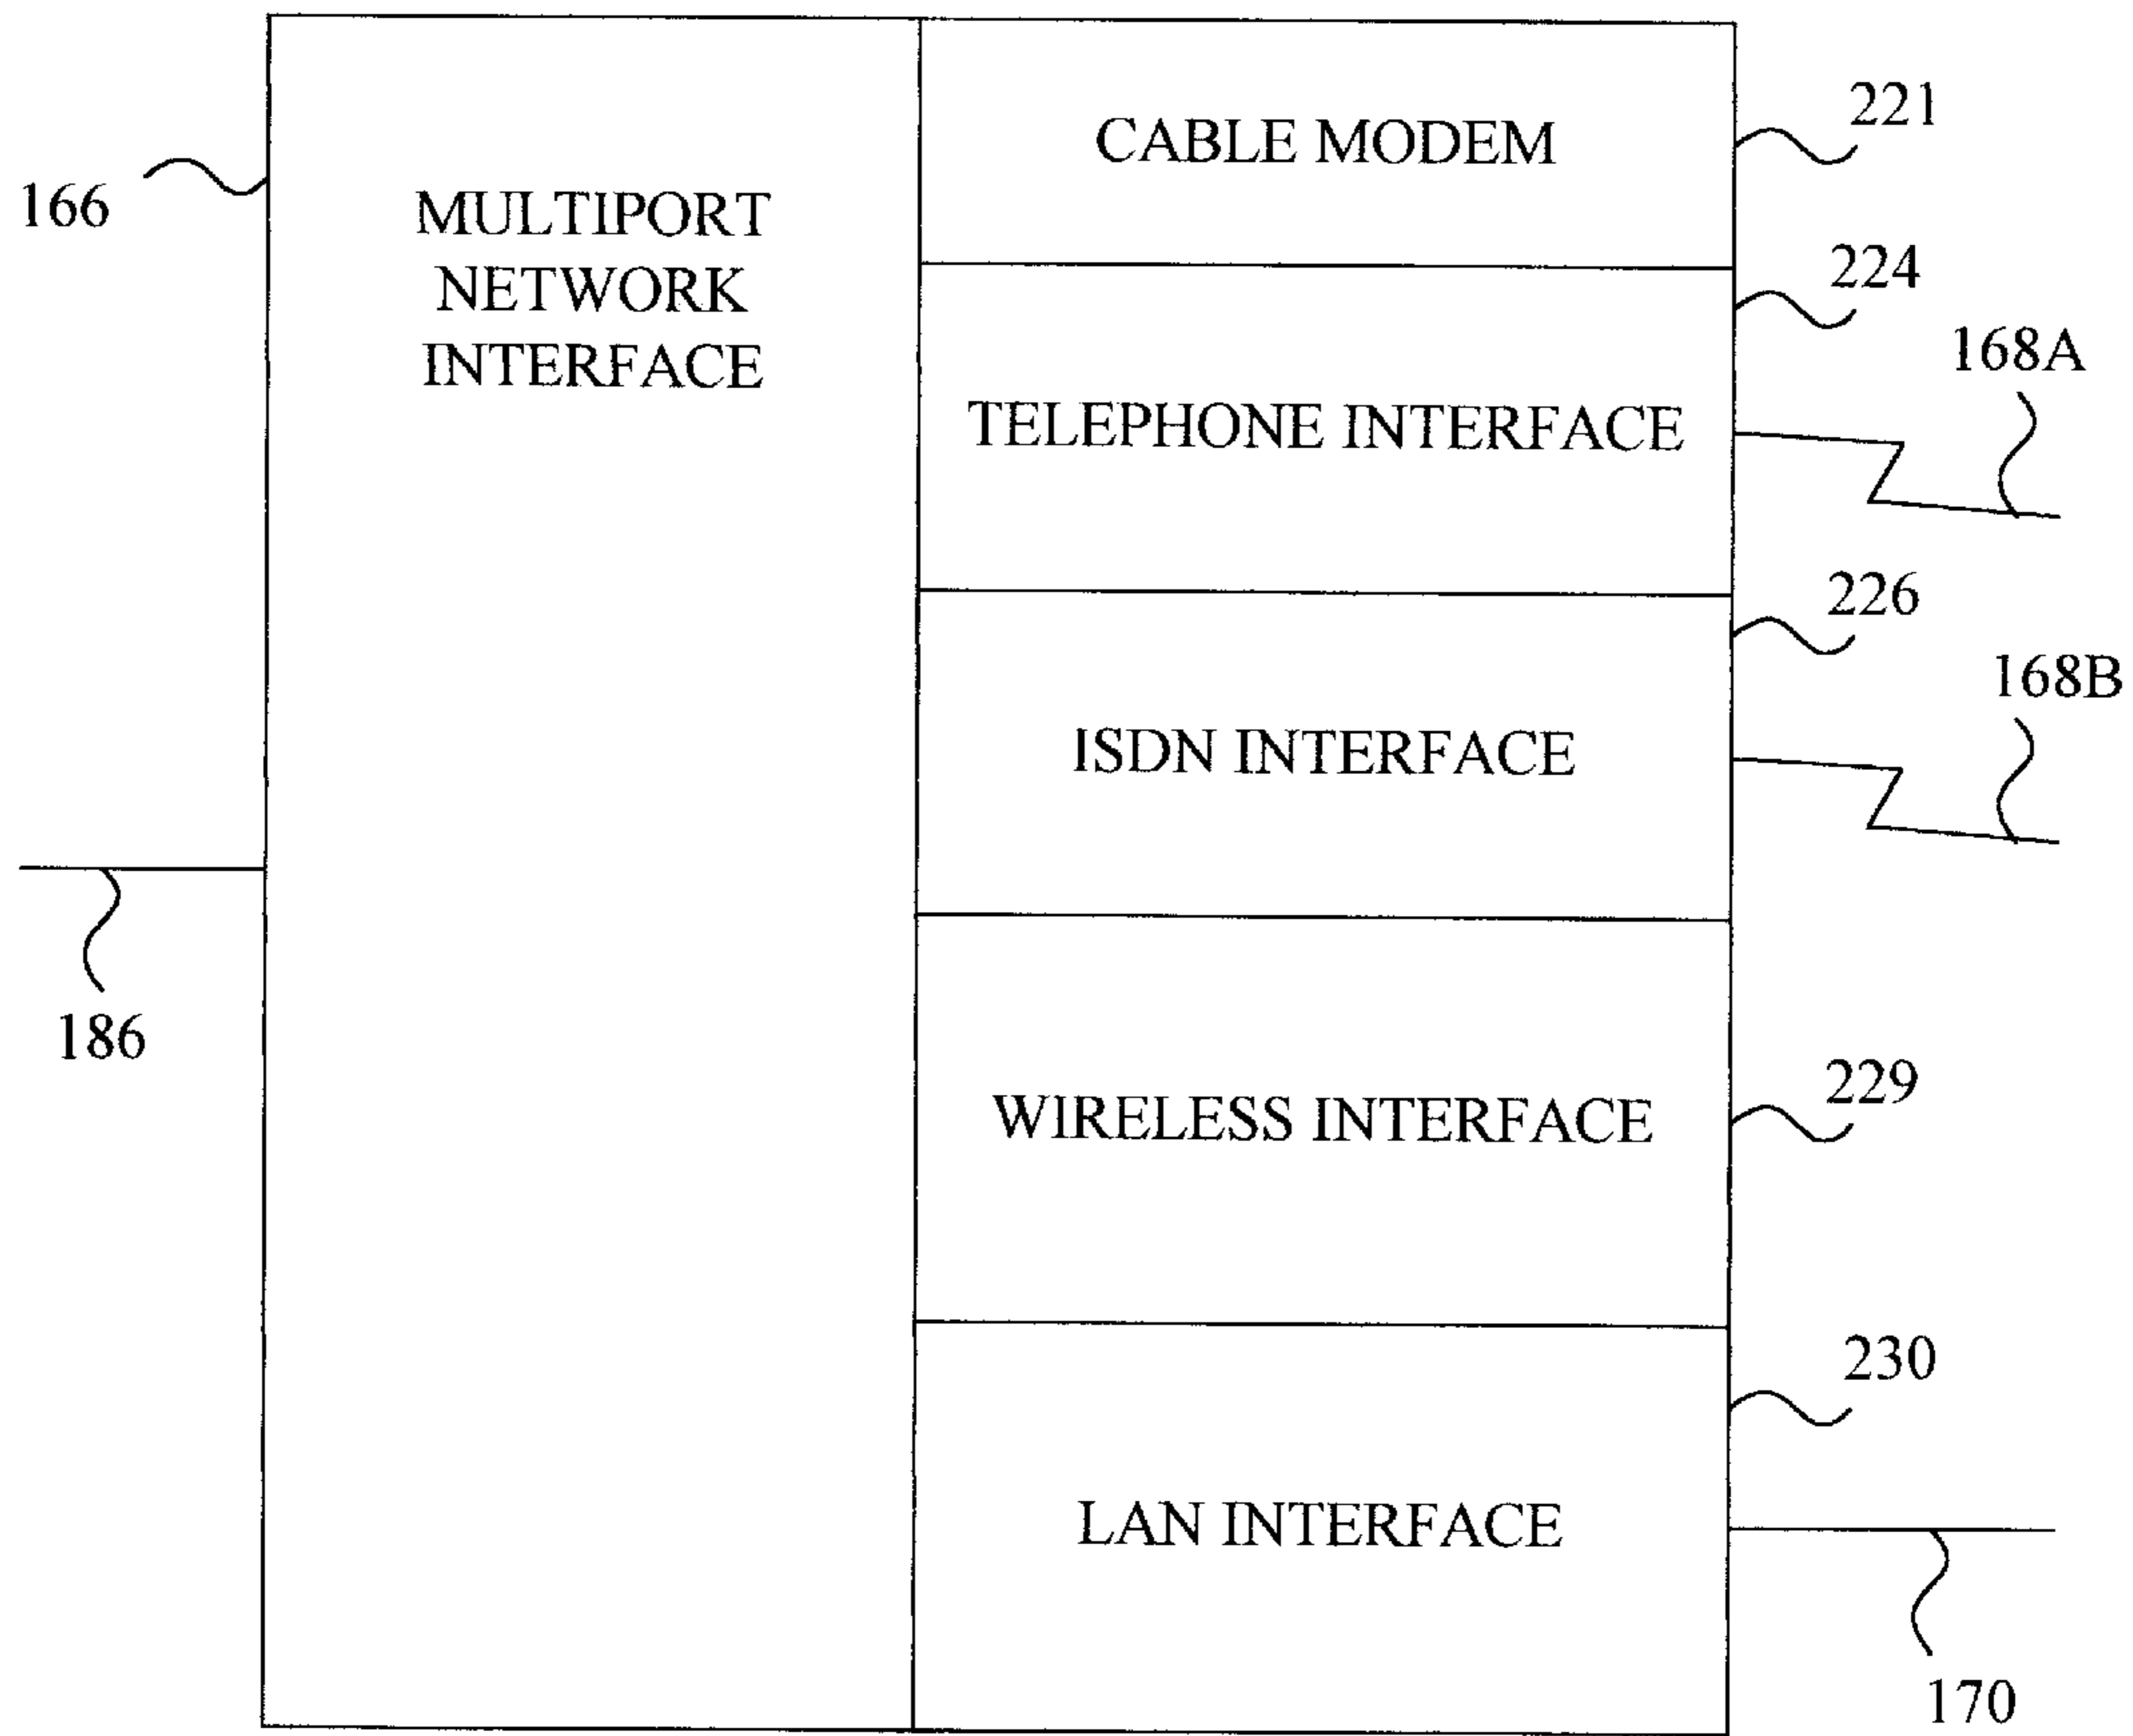 166
MULTIPORT
NETWORK
INTERFACE
186
CABLE MODEM
221
224
TELEPHONE INTERFACE
168A
226
ISDN INTERFACE
168B
WIRELESS INTERFACE
229
230
LAN INTERFACE
170